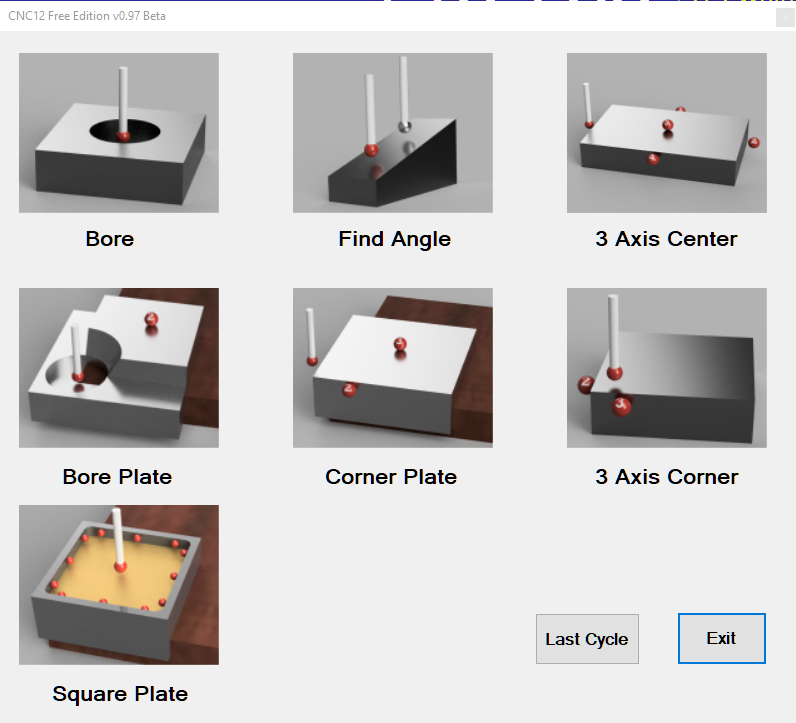 CNC12 Free Edition v0.97 Beta
Bore
Find Angle
3 Axis Center
Bore Plate
Corner Plate
3 Axis Corner
Square Plate
Last Cycle
Exit